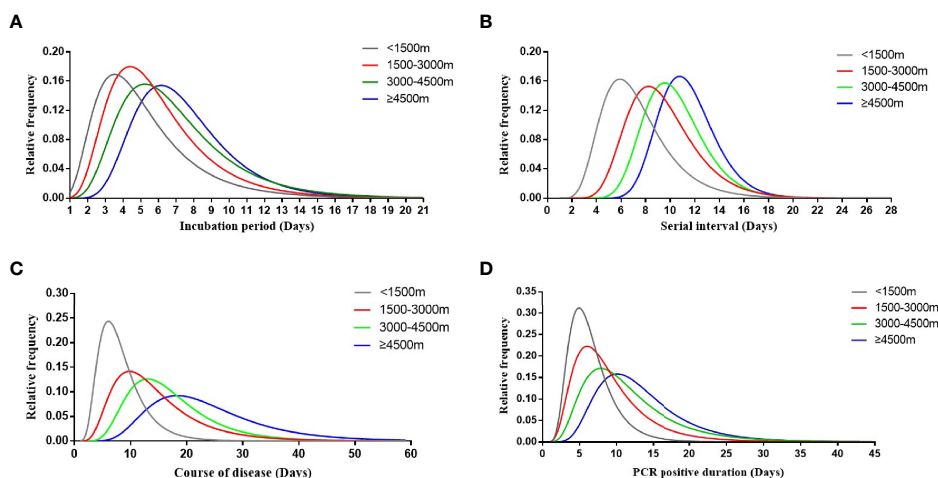 A
Relative frequency
0.20
0.16
0.12
0.08
0.04
0.00
1 2 3 4 5 6 7 8 9 10 11 12 13 14 15 16 17 18 19 20 21
Incubation period (Days)
<1500m
1500-3000m
3000-4500m
≥4500m
B
Relative frequency
0.20
0.16
0.12
0.08
0.04
0.00
0 2 4 6 8 10 12 14 16 18 20 22 24 26 28
Serial interval (Days)
<1500m
1500-3000m
3000-4500m
≥4500m
C
Relative frequency
0.30
0.25
0.20
0.15
0.10
0.05
0.00
0 10 20 30 40 50 60
Course of disease (Days)
<1500m
1500-3000m
3000-4500m
≥4500m
D
Relative frequency
0.35
0.30
0.25
0.20
0.15
0.10
0.05
0.00
0 5 10 15 20 25 30 35 40 45
PCR positive duration (Days)
<1500m
1500-3000m
3000-4500m
≥4500m